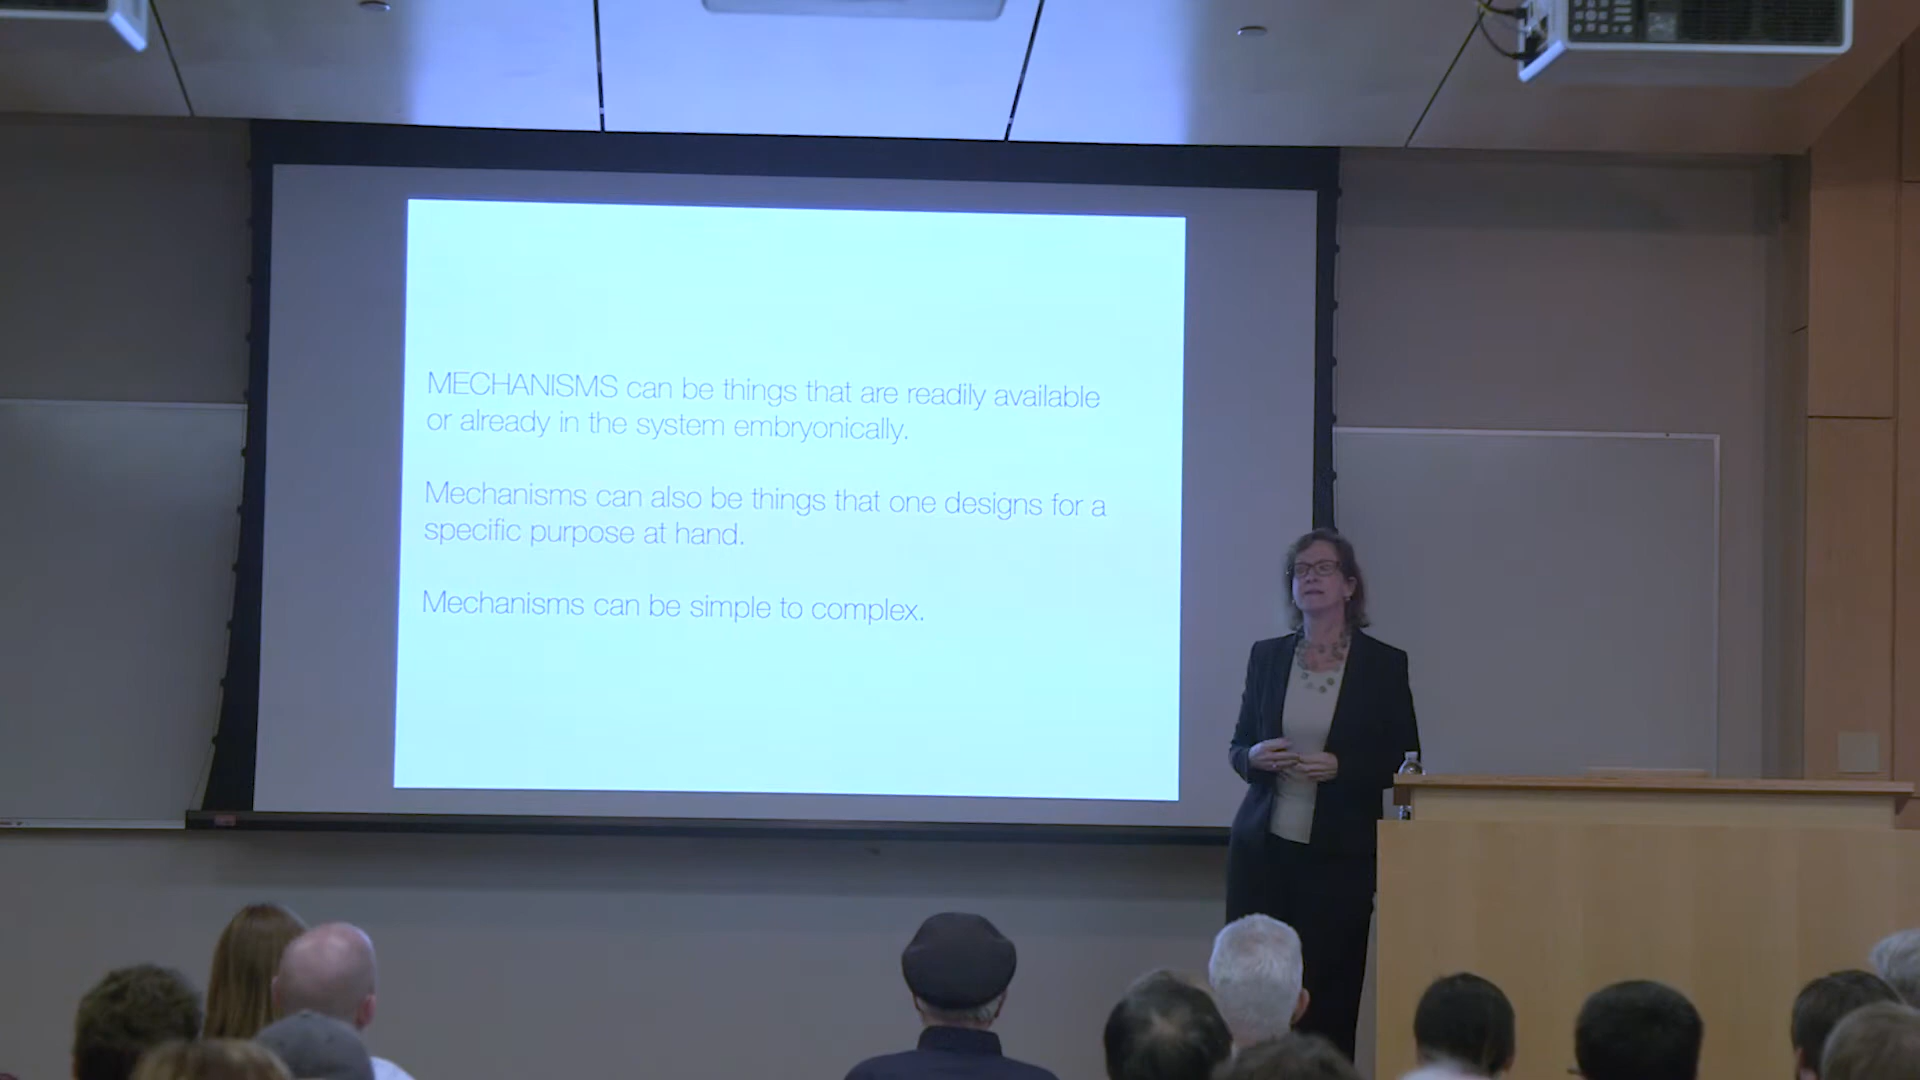 MECHANISMS can be things that are readily available
or already in the system embryonically.
Mechanisms can also be things that one designs for a
specific purpose at hand.
Mechanisms can be simple to complex.